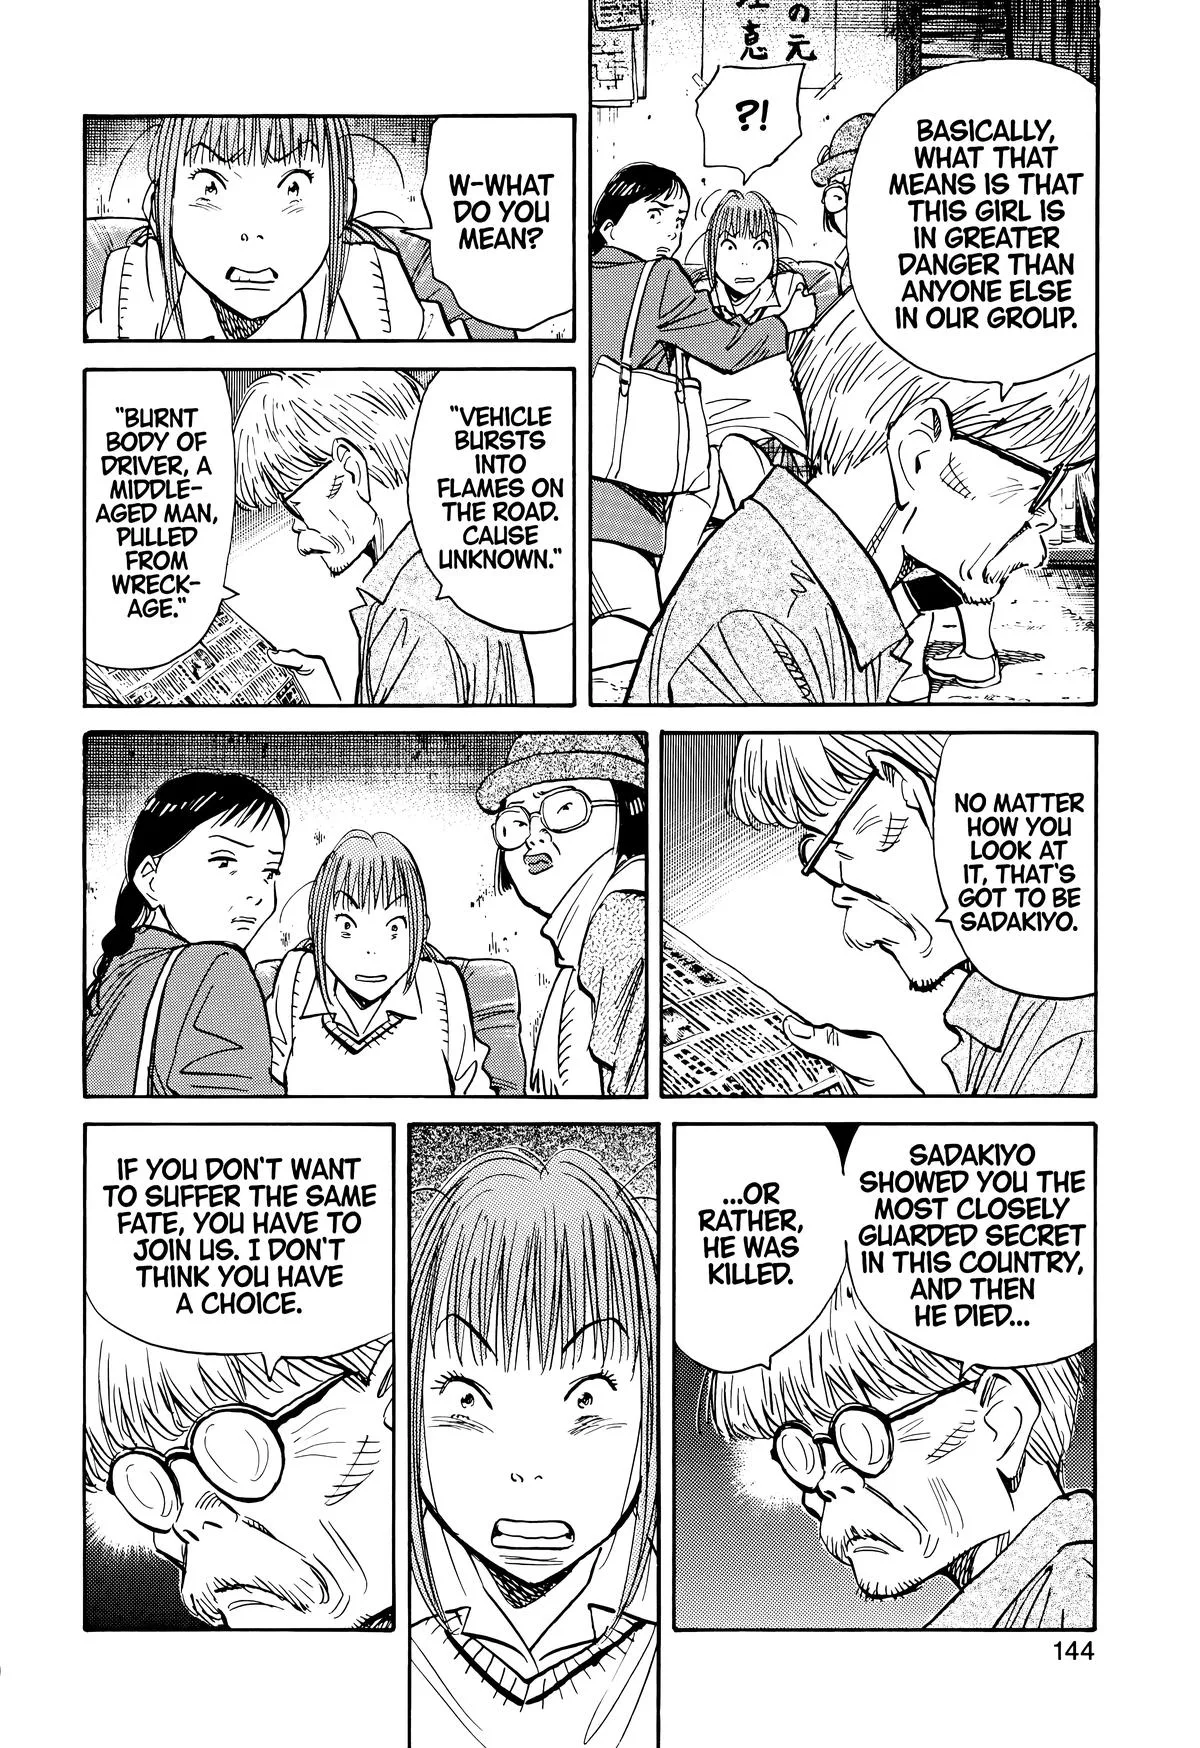 の元
理恵
BASICALLY,
WHAT THAT
MEANS IS THAT
THIS GIRL IS
IN GREATER
DANGER THAN
ANYONE ELSE
IN OUR GROUP.
?!
W-WHAT
DO YOU
MEAN?
"VEHICLE
BURSTS
INTO
FLAMES ON
THE ROAD.
CAUSE
UNKNOWN."
"BURNT
BODY OF
DRIVER, A
MIDDLE-
AGED MAN,
PULLED
FROM
WRECK-
AGE."
NO MATTER
HOW YOU
LOOK AT
IT, THAT'S
GOT TO BE
SADAKIYO.
SADAKIYO
SHOWED YOU THE
MOST CLOSELY
GUARDED SECRET
IN THIS COUNTRY,
AND THEN
HE DIED...
...OR
RATHER,
HE WAS
KILLED.
IF YOU DON'T WANT
TO SUFFER THE SAME
FATE, YOU HAVE TO
JOIN US. I DON'T
THINK YOU HAVE
A CHOICE.
144